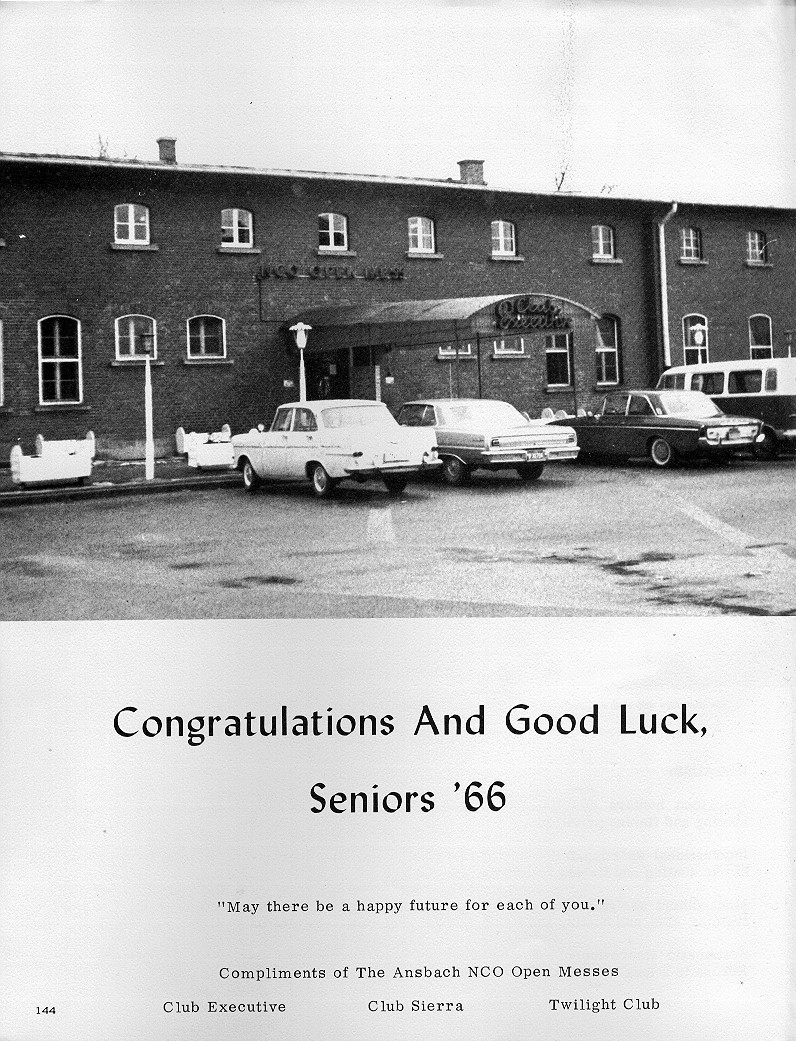 NCO OPEN MESS
Club
Executive
Congratulations And Good Luck,
Seniors '66
"May there be a happy future for each of you."
Compliments of The Ansbach NCO Open Messes
144 Club Executive Club Sierra Twilight Club